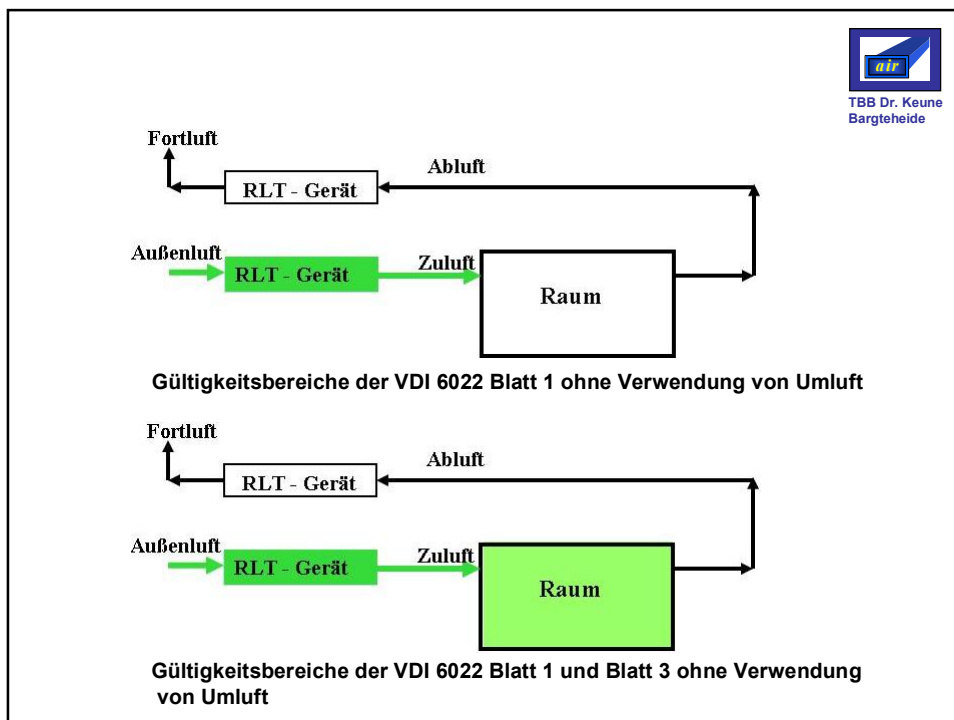 air
TBB Dr. Keune
Bargteheide
Fortluft
Abluft
RLT - Gerät
Außenluft
Zuluft
RLT - Gerät
Raum
Gültigkeitsbereiche der VDI 6022 Blatt 1 ohne Verwendung von Umluft
Fortluft
Abluft
RLT - Gerät
Außenluft
Zuluft
RLT - Gerät
Raum
Gültigkeitsbereiche der VDI 6022 Blatt 1 und Blatt 3 ohne Verwendung
von Umluft